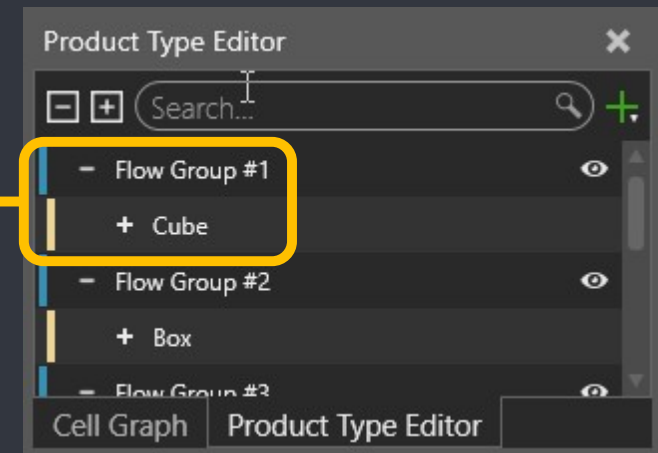 Product Type Editor
Search...
Flow Group #1
Cube
Flow Group #2
Box
Flow Group #3
Cell Graph Product Type Editor